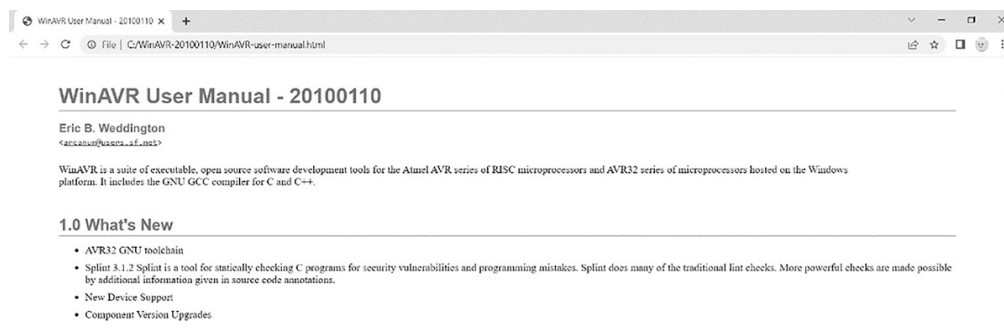 WinAVR User Manual - 20100110
File | C:/WinAVR-20100110/WinAVR-user-manual.html
WinAVR User Manual - 20100110
Eric B. Weddington
<arcanum@users.sf.net>
WinAVR is a suite of executable, open source software development tools for the Atmel AVR series of RISC microprocessors and AVR32 series of microprocessors hosted on the Windows
platform. It includes the GNU GCC compiler for C and C++.
1.0 What's New
• AVR32 GNU toolchain
• Splint 3.1.2 Splint is a tool for statically checking C programs for security vulnerabilities and programming mistakes. Splint does many of the traditional lint checks. More powerful checks are made possible
by additional information given in source code annotations.
• New Device Support
• Component Version Upgrades